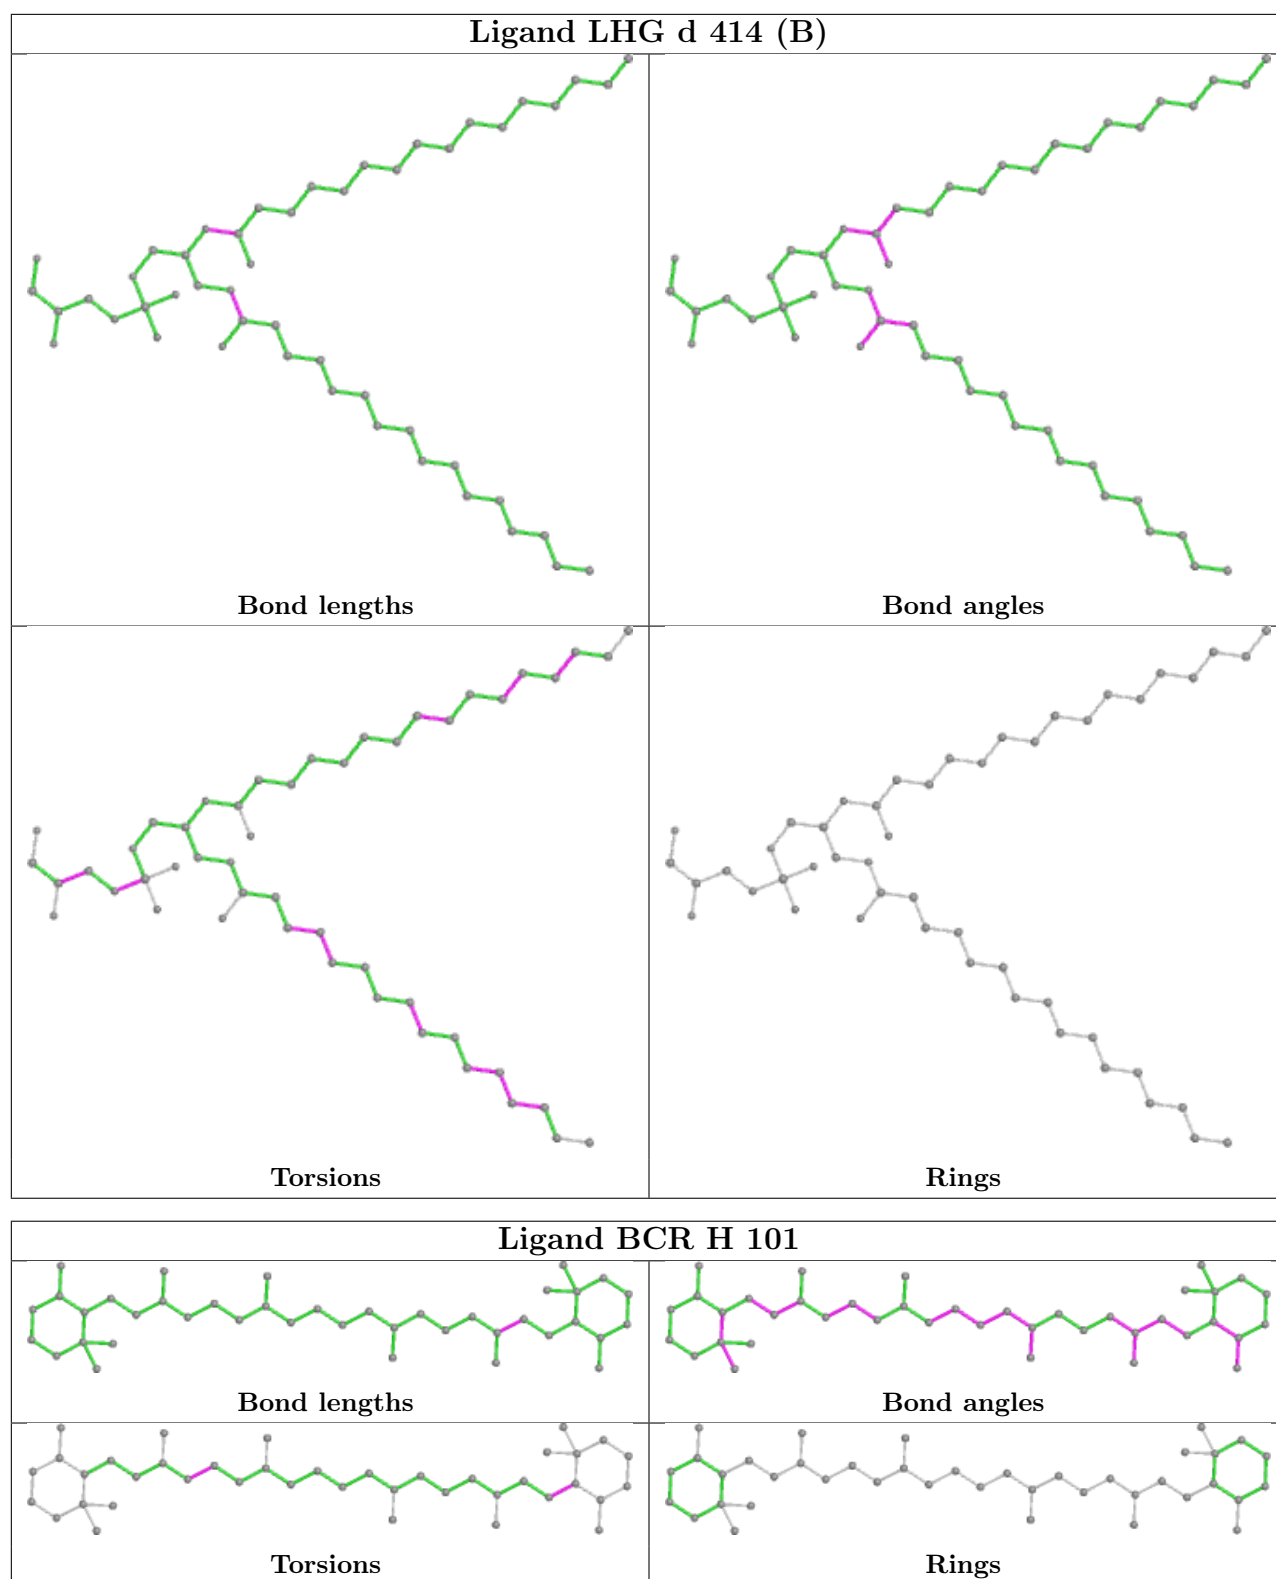 Ligand LHG d 414 (B)
Bond lengths
Bond angles
Torsions
Rings
Ligand BCR H 101
Bond lengths
Bond angles
Torsions
Rings